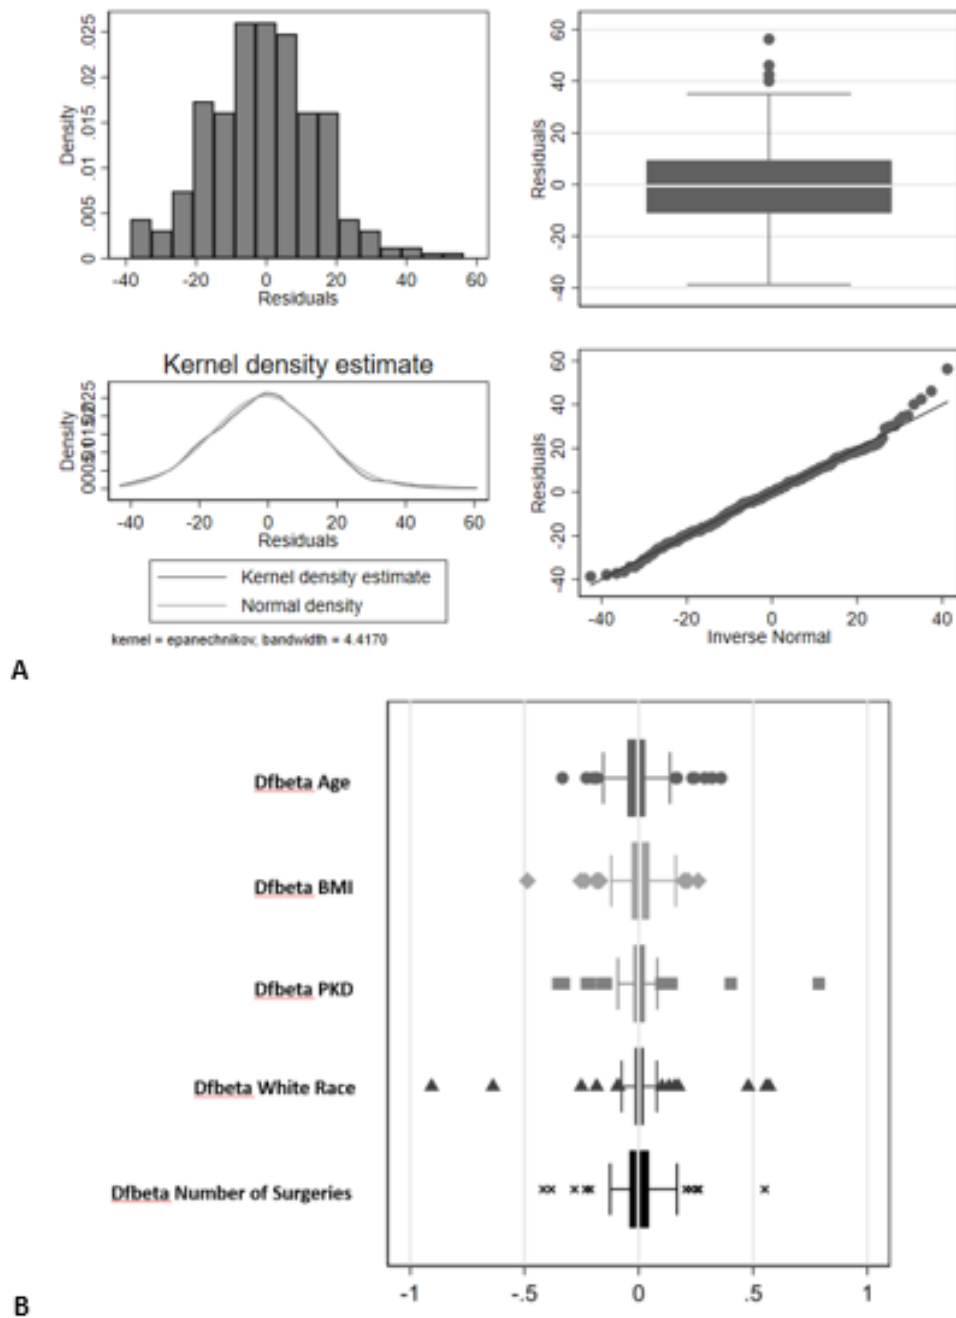 .025
.02
.015
.01
.005
0
Density
-40 -20 0 20 40 60
Residuals
60
40
20
0
-20
-40
Residuals
Kernel density estimate
Density
-40 -20 0 20 40 60
Residuals
Kernel density estimate
Normal density
kernel = epanechnikov, bandwidth = 4.4170
60
40
20
0
-20
-40
Residuals
-40 -20 0 20 40
Inverse Normal
A
Dfbeta Age
Dfbeta BMI
Dfbeta PKD
Dfbeta White Race
Dfbeta Number of Surgeries
-1 -.5 0 .5 1
B